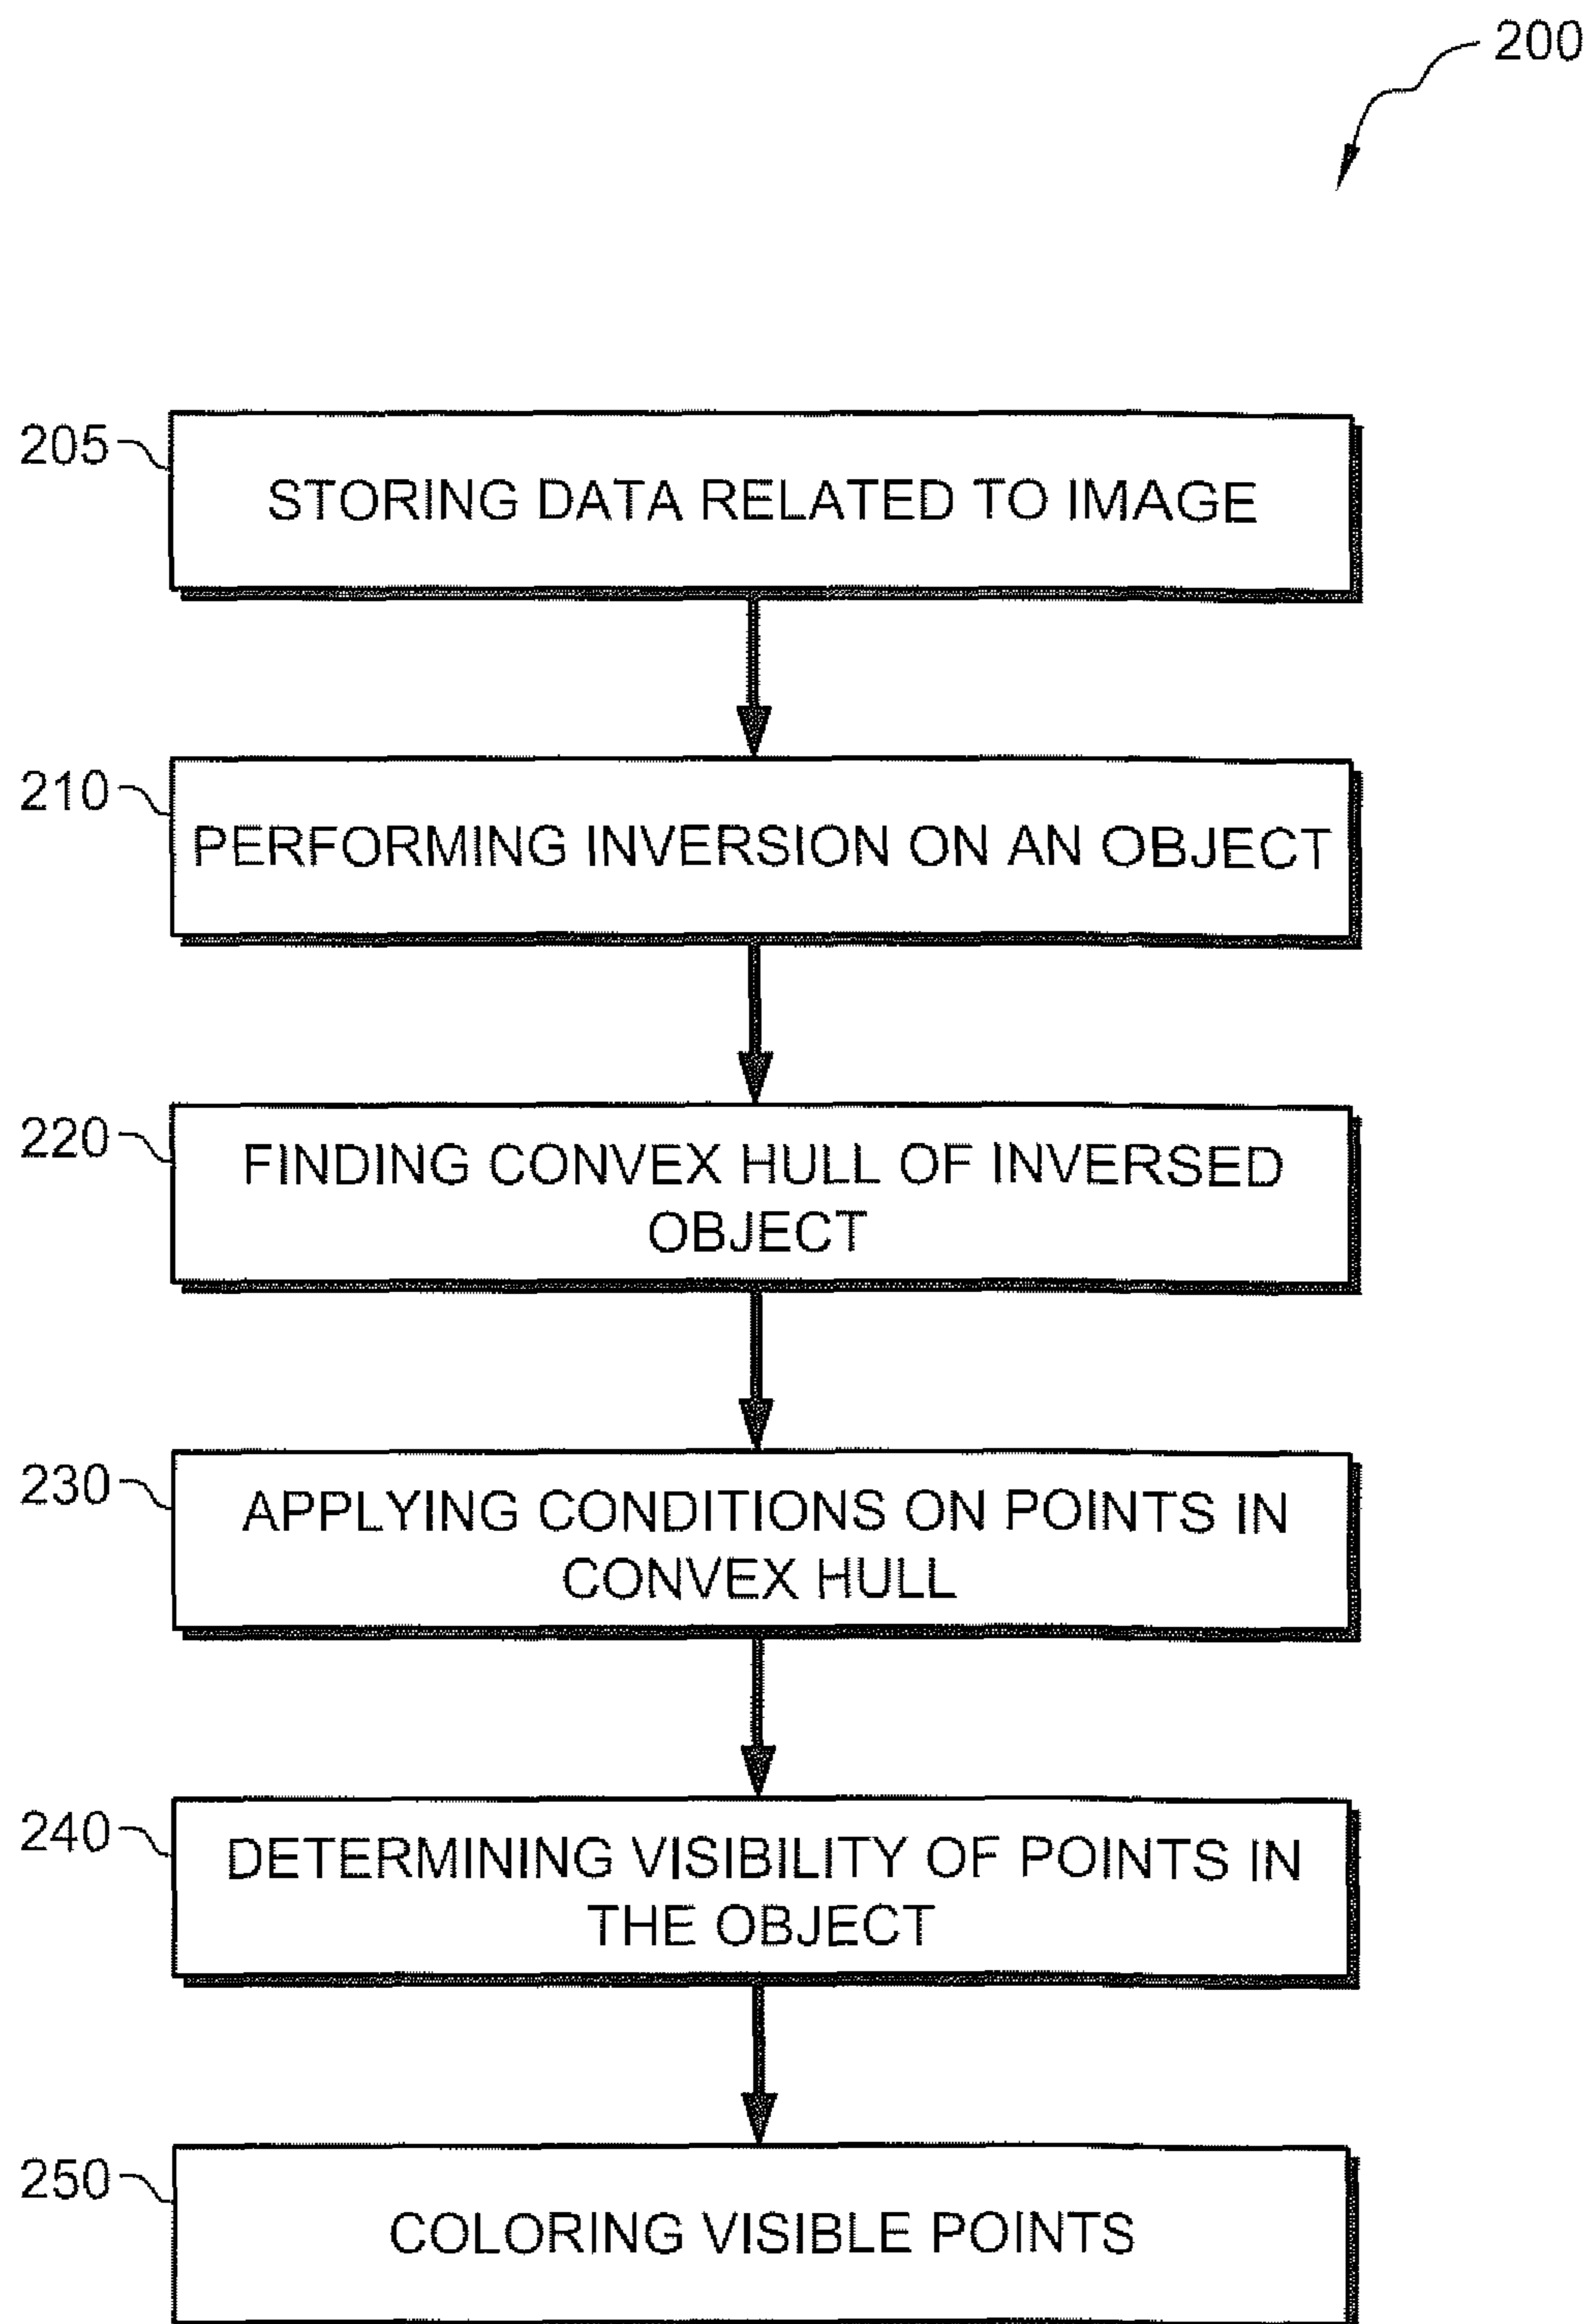 200
205
STORING DATA RELATED TO IMAGE
210
PERFORMING INVERSION ON AN OBJECT
220
FINDING CONVEX HULL OF INVERSED
OBJECT
230
APPLYING CONDITIONS ON POINTS IN
CONVEX HULL
240
DETERMINING VISIBILITY OF POINTS IN
THE OBJECT
250
COLORING VISIBLE POINTS